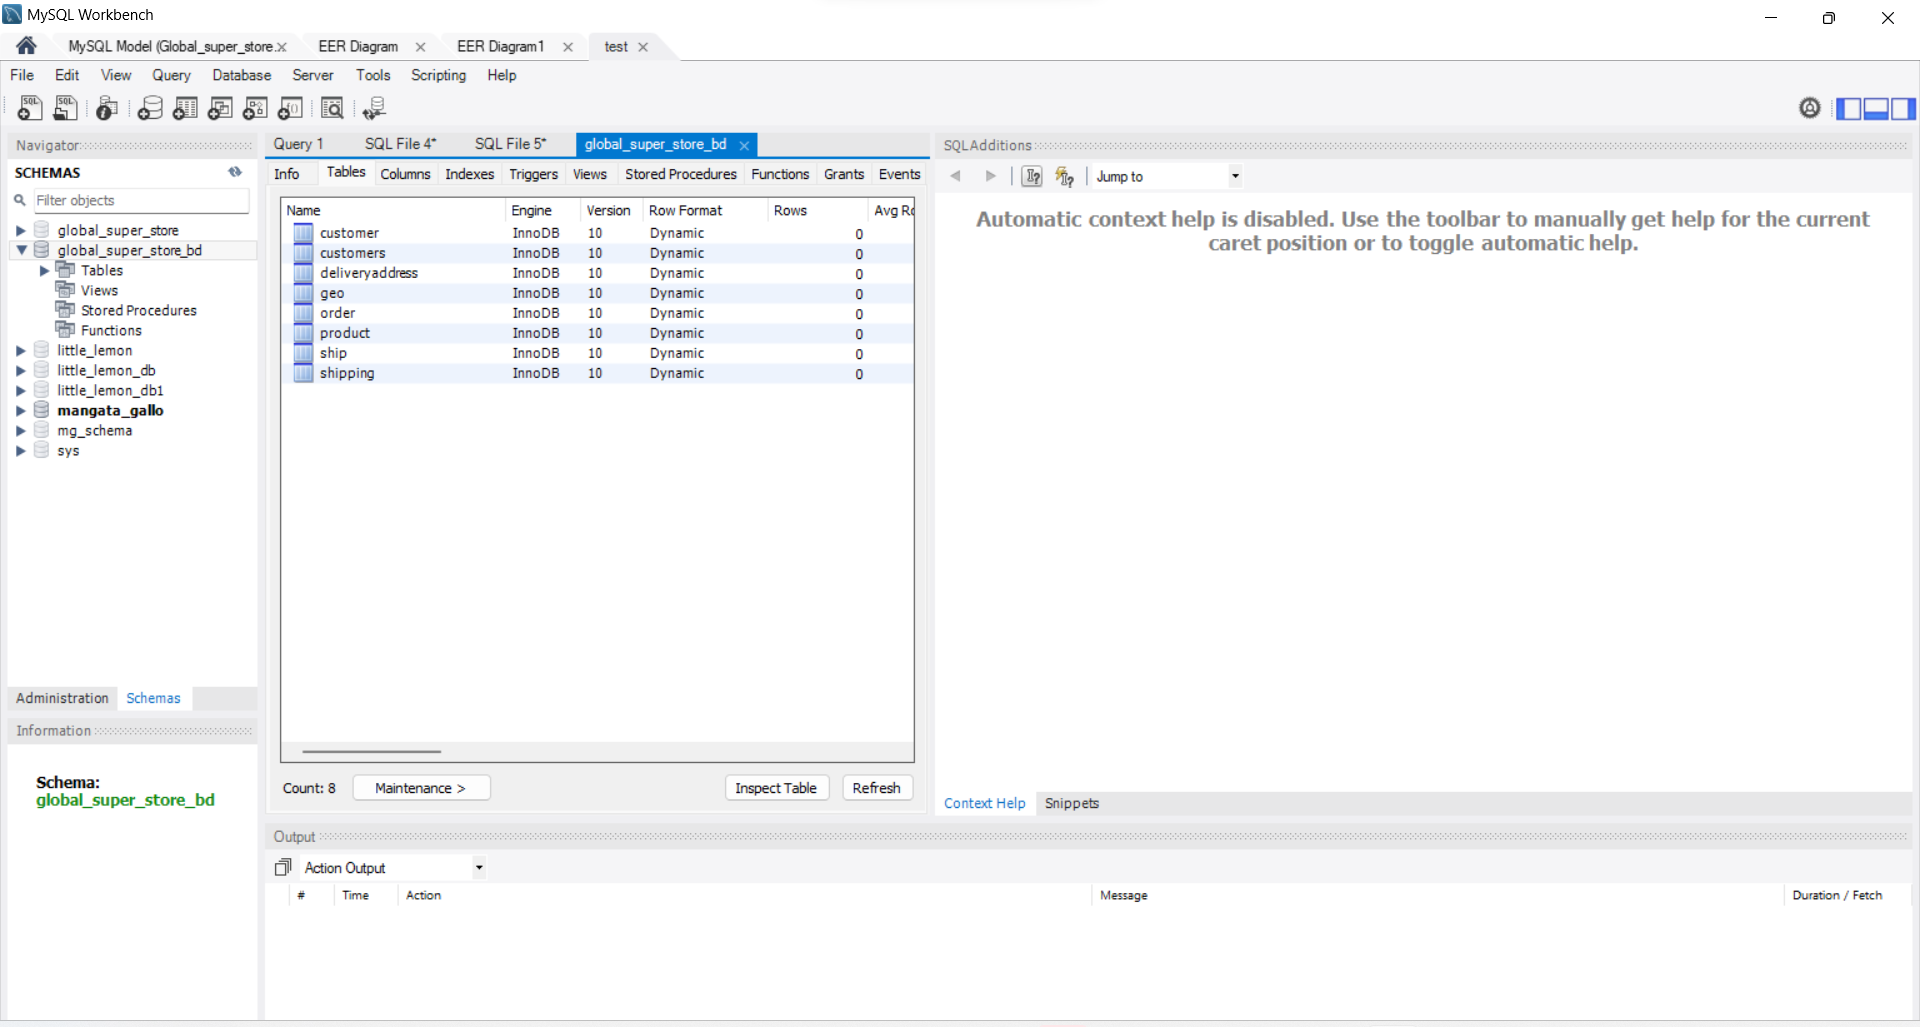 MySQL Workbench
MySQL Model (Global_super_store.x EER Diagram x EER Diagram1 x test x
File Edit View Query Database Server Tools Scripting Help
Navigator
SCHEMAS
Filter objects
global_super_store
global_super_store_bd
Tables
Views
Stored Procedures
Functions
little_lemon
little_lemon_db
little_lemon_db1
mangata_gallo
mg_schema
sys
Administration Schemas
Information
Schema:
global_super_store_bd
Query 1 SQL File 4* SQL File 5* global_super_store_bd x
Info Tables Columns Indexes Triggers Views Stored Procedures Functions Grants Events
Name Engine Version Row Format Rows Avg Ro
customer InnoDB 10 Dynamic 0
customers InnoDB 10 Dynamic 0
deliveryaddress InnoDB 10 Dynamic 0
geo InnoDB 10 Dynamic 0
order InnoDB 10 Dynamic 0
product InnoDB 10 Dynamic 0
ship InnoDB 10 Dynamic 0
shipping InnoDB 10 Dynamic 0
Count: 8 Maintenance > Inspect Table Refresh
SQLAdditions
Jump to
Automatic context help is disabled. Use the toolbar to manually get help for the current
caret position or to toggle automatic help.
Context Help Snippets
Output
Action Output
# Time Action Message Duration / Fetch